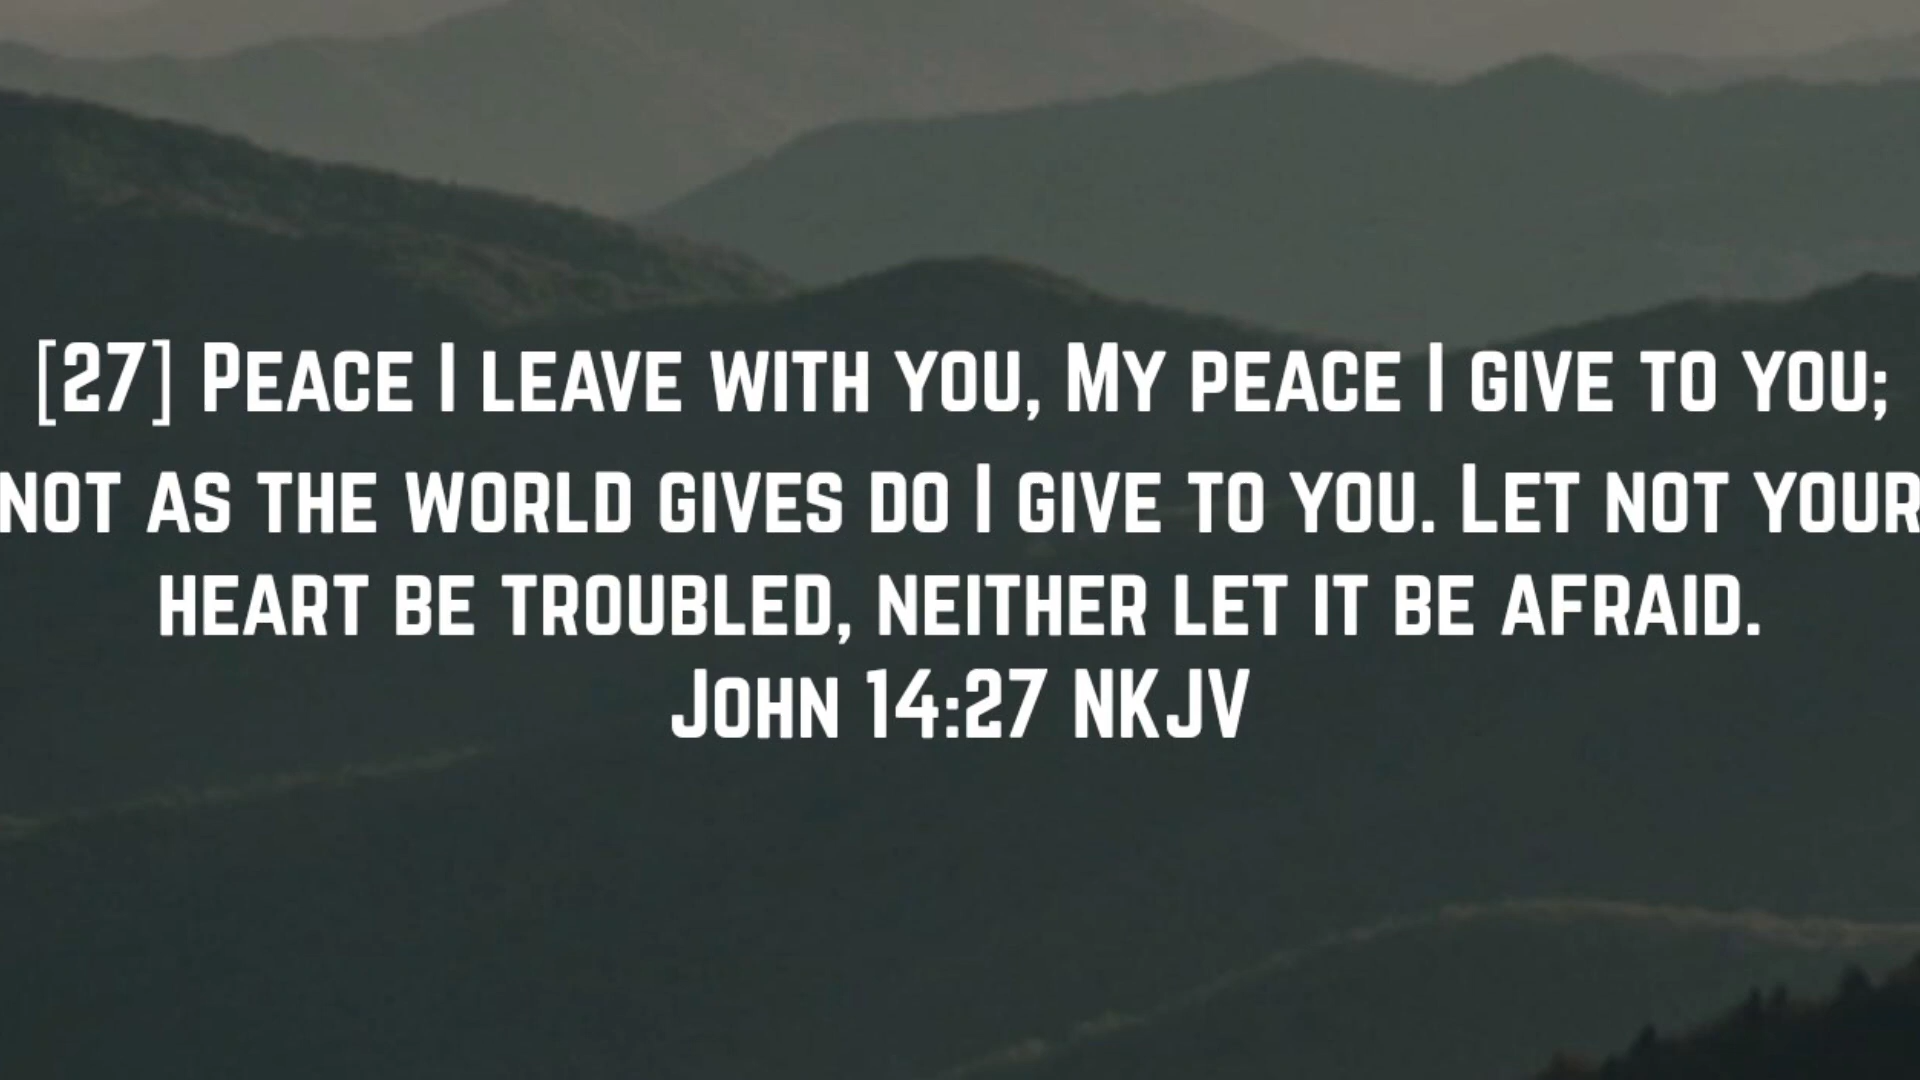 [27] Peace I leave with you, My peace I give to you;
not as the world gives do I give to you. Let not your
heart be troubled, neither let it be afraid.
John 14:27 NKJV